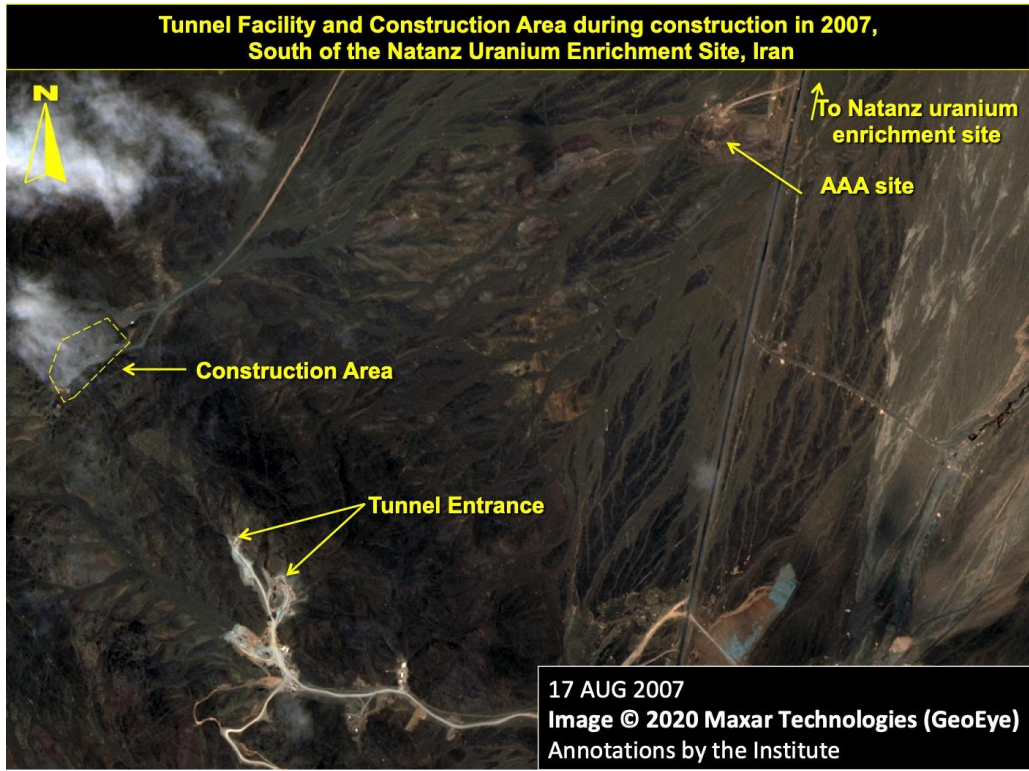 Tunnel Facility and Construction Area during construction in 2007,
South of the Natanz Uranium Enrichment Site, Iran
N
To Natanz uranium
enrichment site
AAA site
Construction Area
Tunnel Entrance
17 AUG 2007
Image © 2020 Maxar Technologies (GeoEye)
Annotations by the Institute